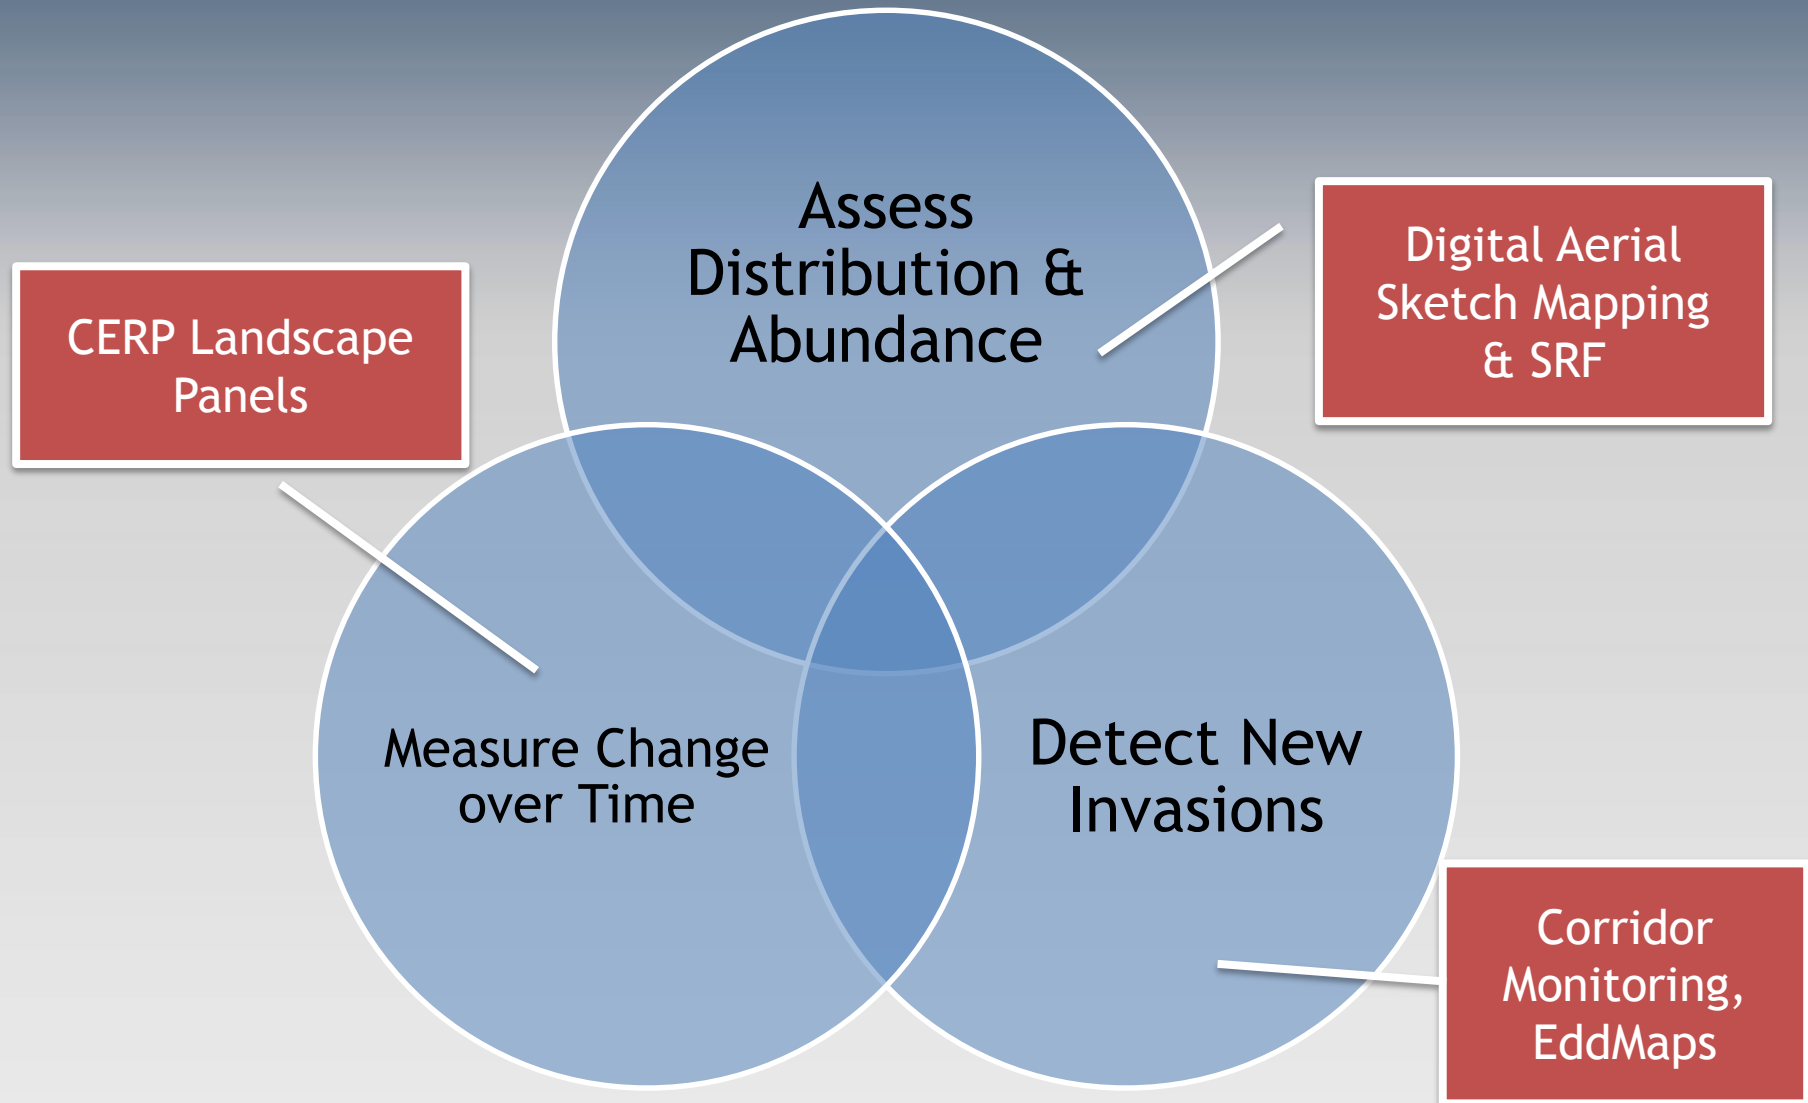 Assess
Distribution &
Abundance
Digital Aerial
Sketch Mapping
& SRF
CERP Landscape
Panels
Measure Change
over Time
Detect New
Invasions
Corridor
Monitoring,
EddMaps